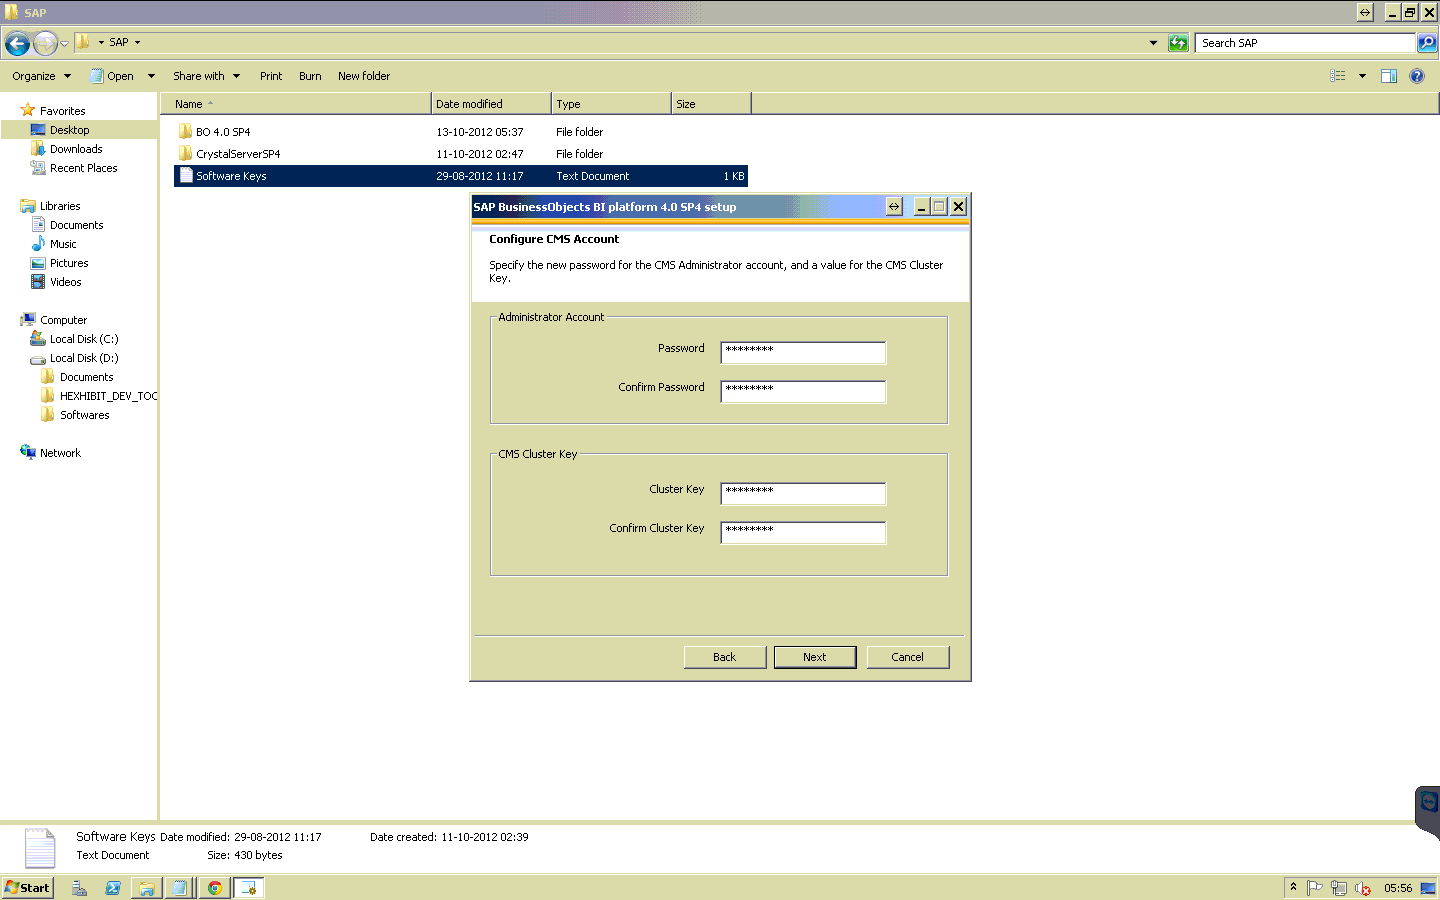 SAP
SAP
Search SAP
Organize Open Share with Print Burn New folder
Name Date modified Type Size
Favorites
Desktop
Downloads
Recent Places
Libraries
Documents
Music
Pictures
Videos
Computer
Local Disk (C:)
Local Disk (D:)
Documents
HEXHIBIT_DEV_TOC
Softwares
Network
BO 4.0 SP4 13-10-2012 05:37 File folder
CrystalServerSP4 11-10-2012 02:47 File folder
Software Keys 29-08-2012 11:17 Text Document 1 KB
SAP BusinessObjects BI platform 4.0 SP4 setup
Configure CMS Account
Specify the new password for the CMS Administrator account, and a value for the CMS Cluster
Key.
Administrator Account
Password ********
Confirm Password ********
CMS Cluster Key
Cluster Key ********
Confirm Cluster Key ********
Back Next Cancel
Software Keys Date modified: 29-08-2012 11:17 Date created: 11-10-2012 02:39
Text Document Size: 430 bytes
Start 05:56